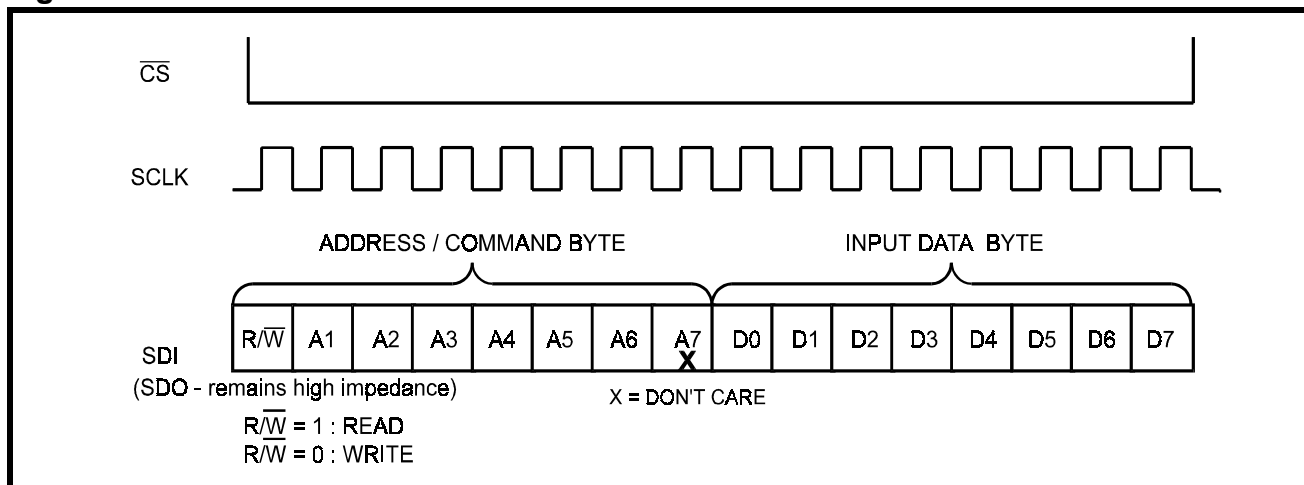 CS
SCLK
ADDRESS / COMMAND BYTE INPUT DATA BYTE
R/W A1 A2 A3 A4 A5 A6 A7 D0 D1 D2 D3 D4 D5 D6 D7
X
SDI
(SDO - remains high impedance)
X = DON'T CARE
R/W = 1 : READ
R/W = 0 : WRITE